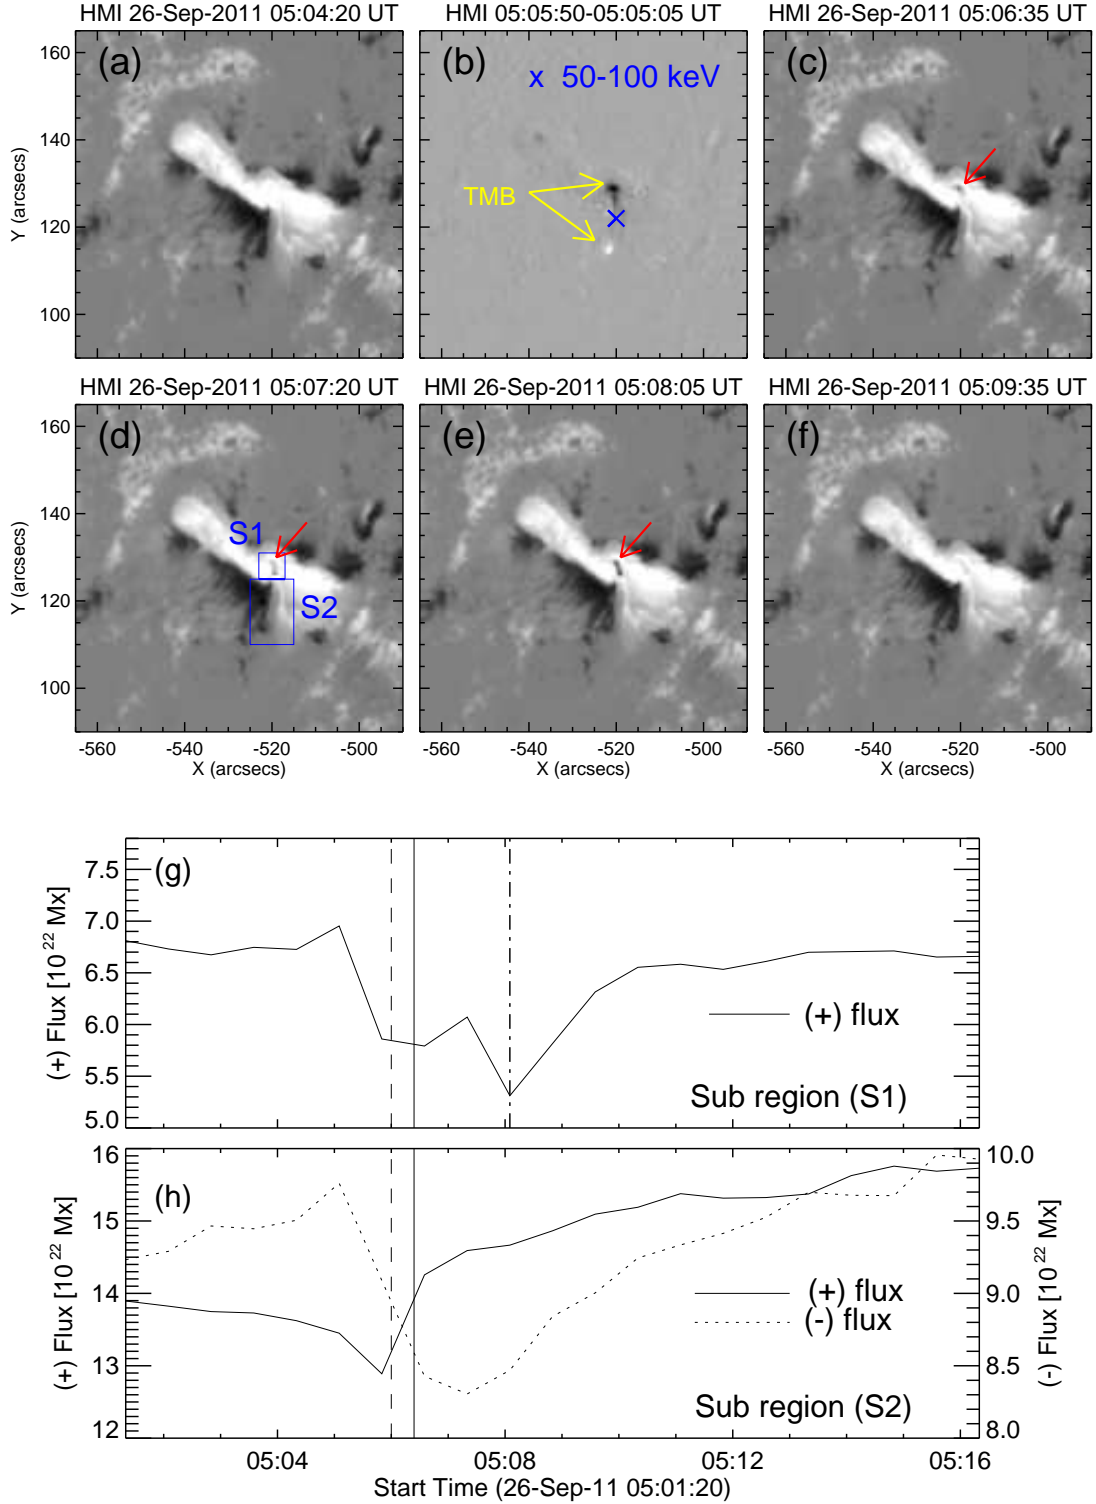 HMI 26-Sep-2011 05:04:20 UT
HMI 05:05:50-05:05:05 UT
HMI 26-Sep-2011 05:06:35 UT
(a)
(b)
(c)
x 50-100 keV
TMB
160
140
120
100
Y (arcsecs)
HMI 26-Sep-2011 05:07:20 UT
HMI 26-Sep-2011 05:08:05 UT
HMI 26-Sep-2011 05:09:35 UT
(d)
(e)
(f)
S1
S2
160
140
120
100
Y (arcsecs)
-560 -540 -520 -500
-560 -540 -520 -500
-560 -540 -520 -500
X (arcsecs)
X (arcsecs)
X (arcsecs)
(g)
7.5
7.0
6.5
6.0
5.5
5.0
(+) Flux [10^22 Mx]
(+) flux
Sub region (S1)
(h)
16
15
14
13
12
(+) Flux [10^22 Mx]
10.0
9.5
9.0
8.5
8.0
(-) Flux [10^22 Mx]
(+) flux
(-) flux
Sub region (S2)
05:04 05:08 05:12 05:16
Start Time (26-Sep-11 05:01:20)